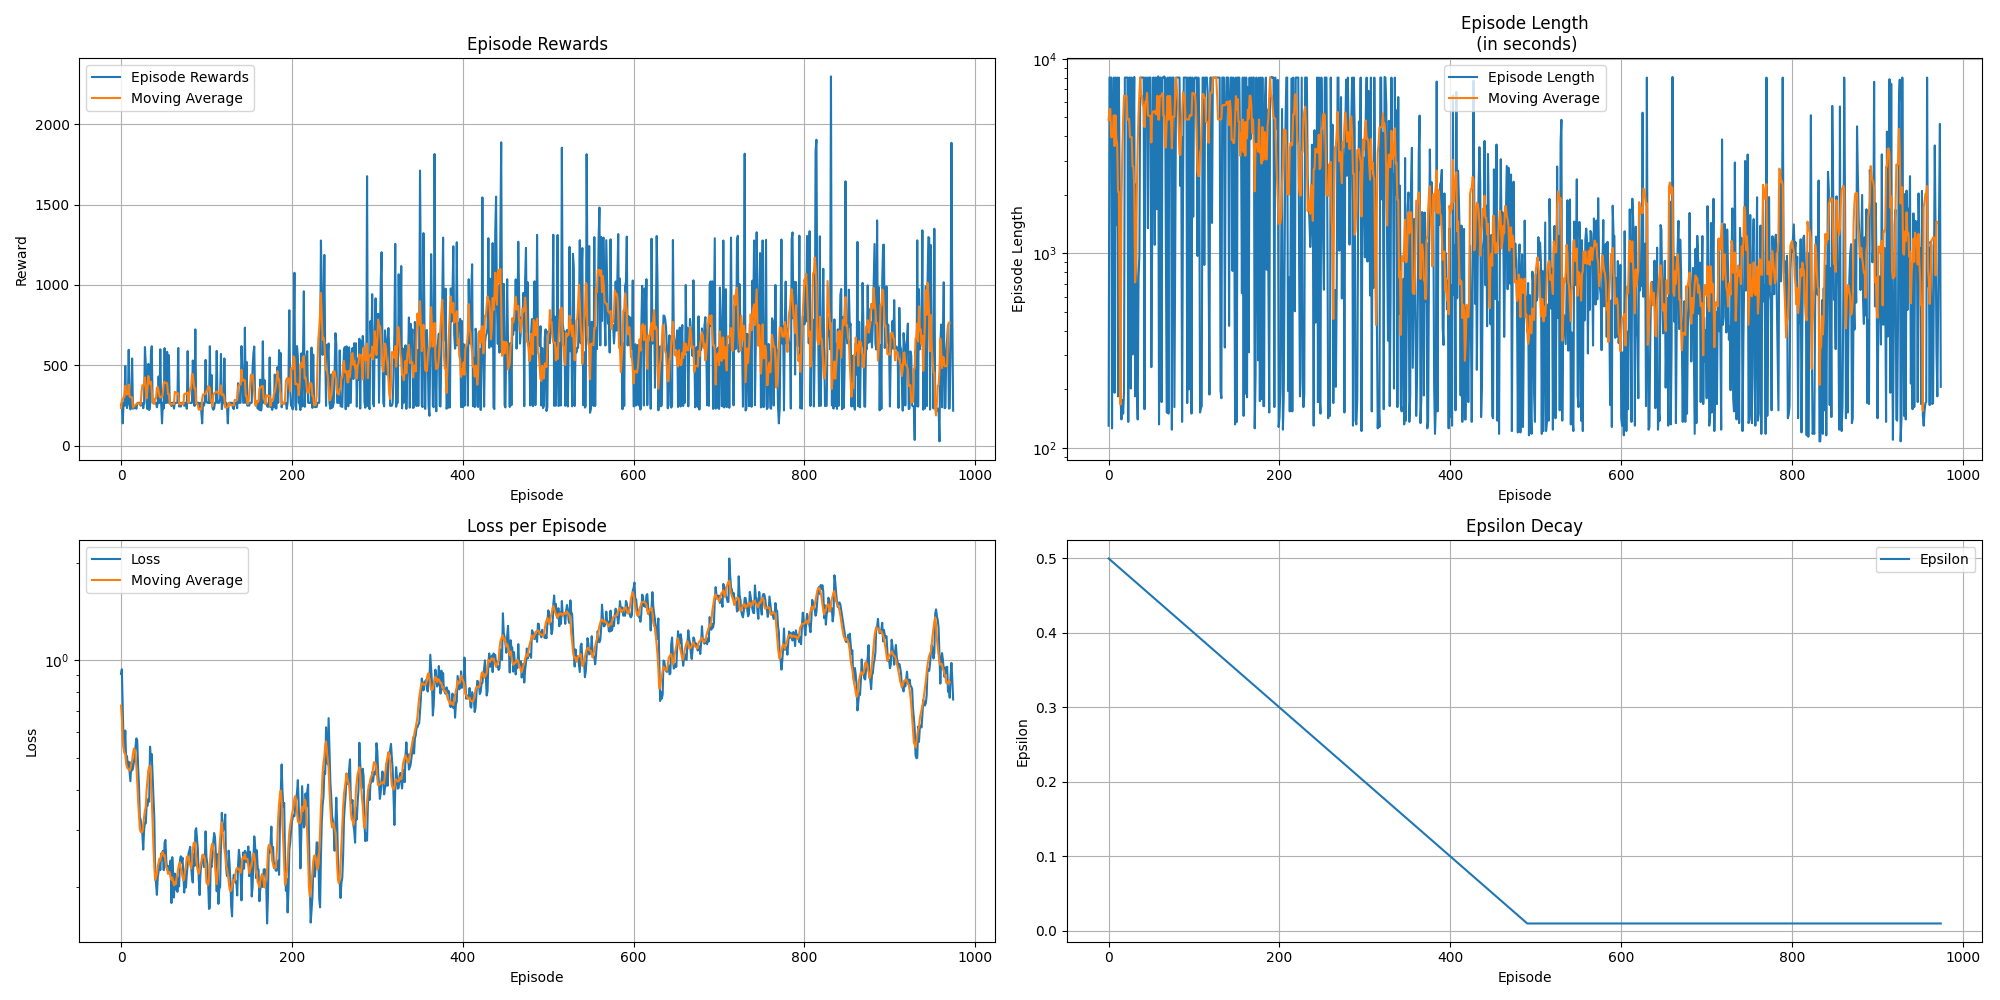 Episode Rewards
Episode Rewards
Moving Average
Reward
2000
1500
1000
500
0
0 200 400 600 800 1000
Episode
Episode Length
(in seconds)
Episode Length
Moving Average
Episode Length
10^4
10^3
10^2
0 200 400 600 800 1000
Episode
Loss per Episode
Loss
Moving Average
Loss
10^0
0 200 400 600 800 1000
Episode
Epsilon Decay
Epsilon
Epsilon
0.5
0.4
0.3
0.2
0.1
0.0
0 200 400 600 800 1000
Episode